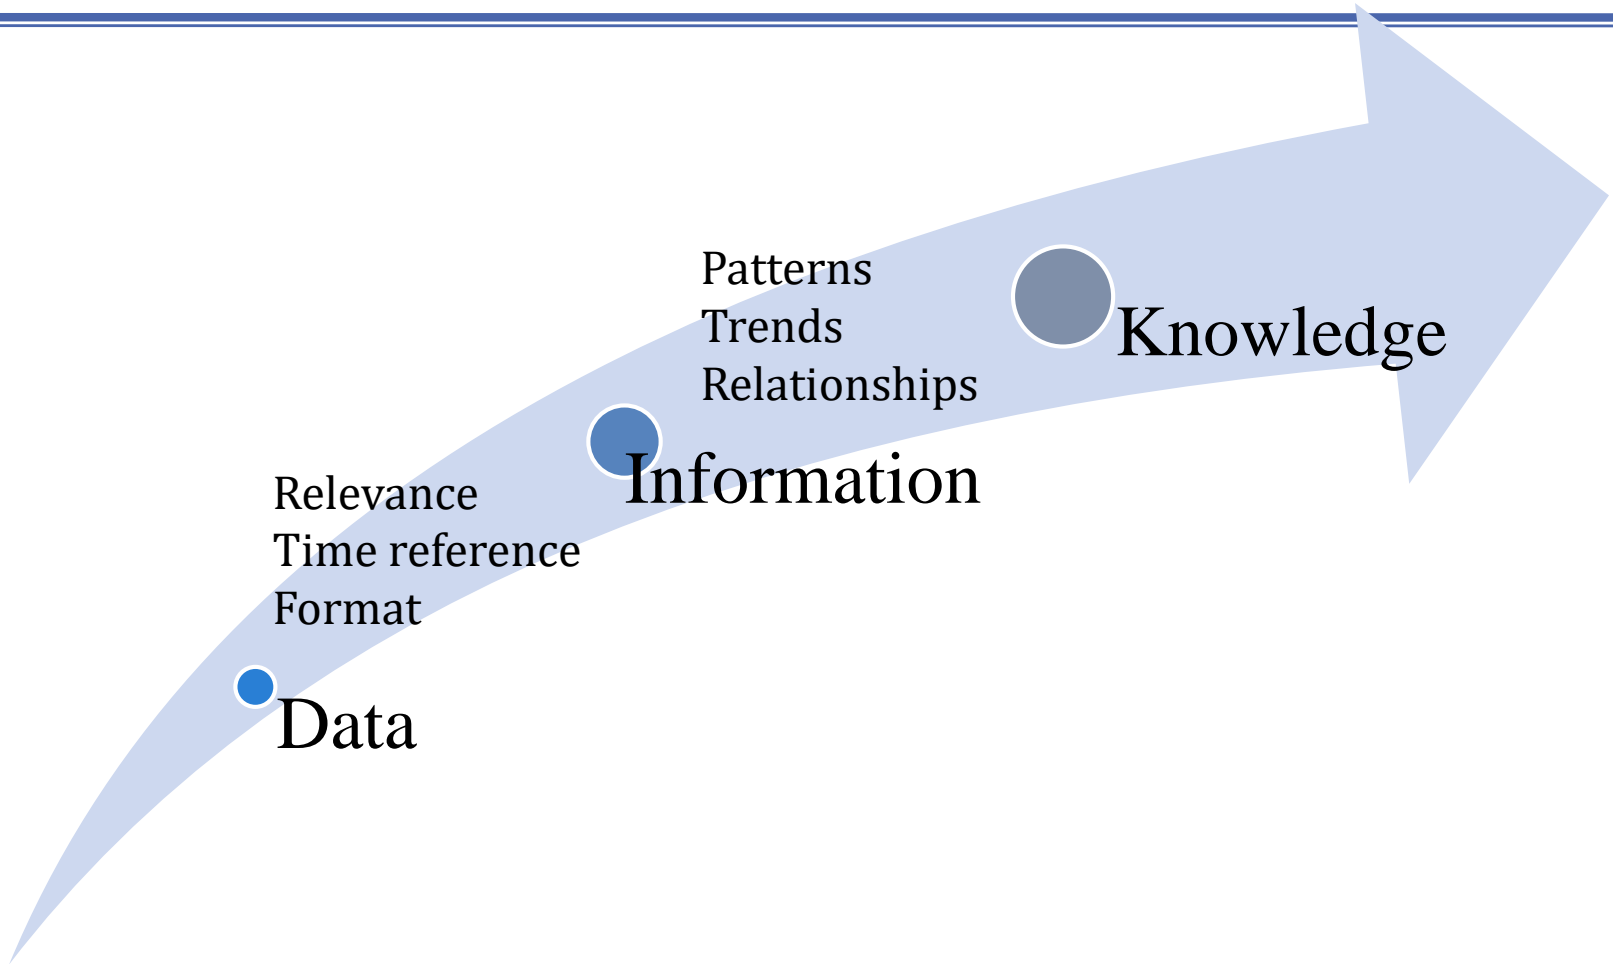 Patterns
Trends
Relationships
Knowledge
Information
Relevance
Time reference
Format
Data